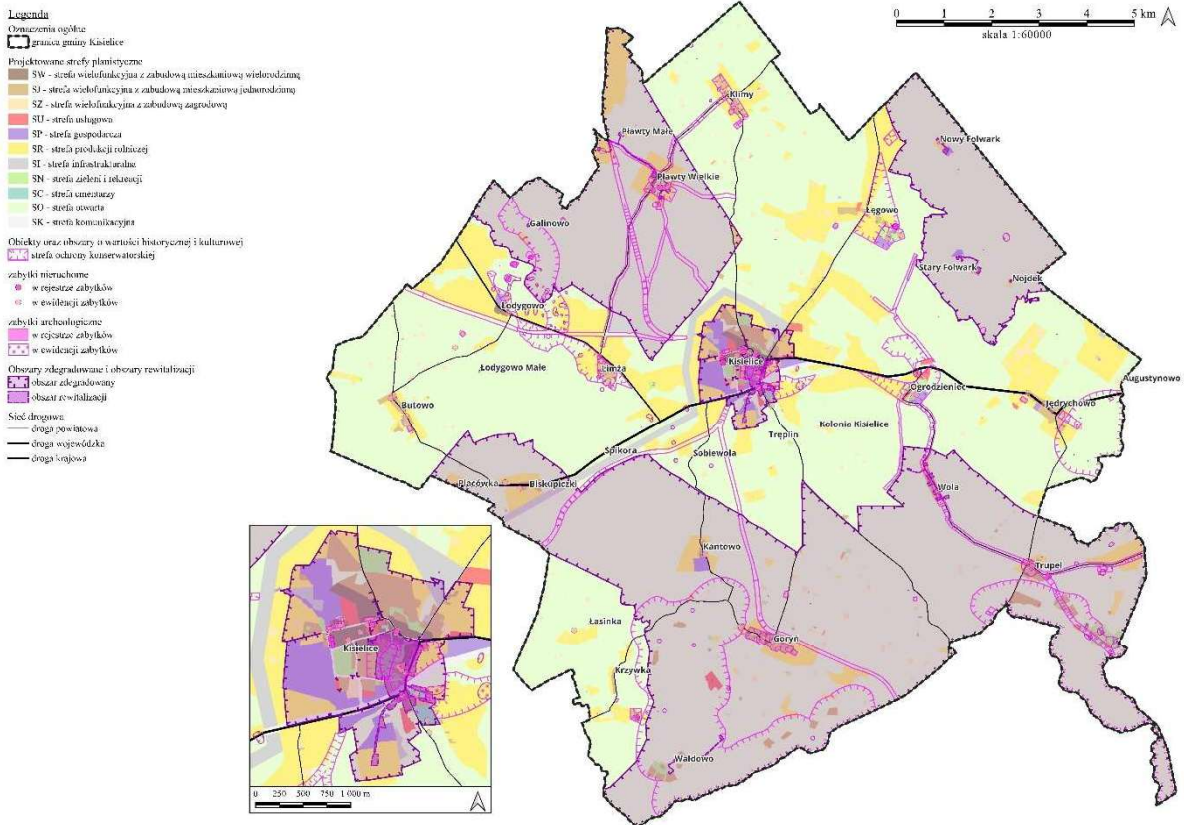 Legenda
Oznaczenia ogólne
granica gminy Kisielice
Projektowane strefy planistyczne
SW - strefa wielofunkcyjna z zabudową mieszkaniową wielorodzinną
SJ - strefa wielofunkcyjna z zabudową mieszkaniową jednorodzinną
SZ - strefa wielofunkcyjna z zabudową zagrodową
SU - strefa usługowa
SP - strefa gospodarcza
SR - strefa produkcji rolniczej
SI - strefa infrastrukturalna
SN - strefa zieleni i rekreacji
SC - strefa cmentarzy
SO - strefa otwarta
SK - strefa komunikacyjna
Obiekty oraz obszary o wartości historycznej i kulturowej
strefa ochrony konserwatorskiej
zabytki nieruchome
w rejestrze zabytków
w ewidencji zabytków
zabytki archeologiczne
w rejestrze zabytków
w ewidencji zabytków
Obszary zdegradowane i obszary rewitalizacji
obszar zdegradowany
obszar rewitalizacji
Sieć drogowa
droga powiatowa
droga wojewódzka
droga krajowa
0 1 2 3 4 5 km
skala 1:60000
Klimy
Pławty Małe
Nowy Folwark
Pławty Wielkie
Łęgowo
Galinowo
Stary Folwark
Nojdek
Łodygowo
Kisielice
Łodygowo Małe
Limża
Augustynowo
Ogrodzieniec
Jędrychowo
Butowo
Kolonia Kisielice
Treplin
Sobiewola
Spikora
Placówka
Biskupiczki
Wola
Kantowo
Trupel
Łasinka
Goryń
Krzywka
Wałdowo
Kisielice
0 250 500 750 1 000 m